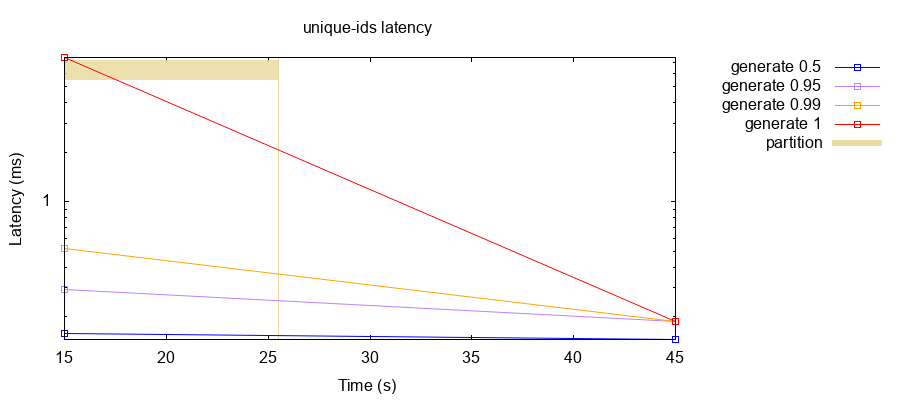 unique-ids latency
generate 0.5
generate 0.95
generate 0.99
generate 1
partition
Latency (ms)
1
15 20 25 30 35 40 45
Time (s)